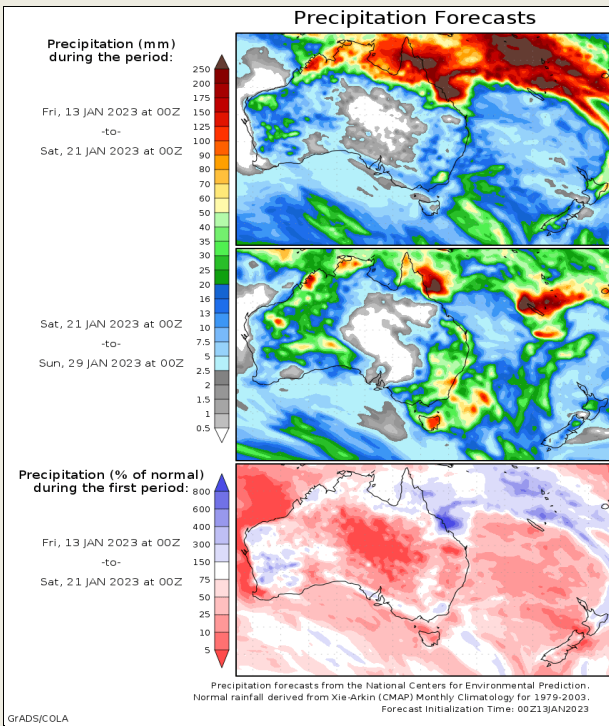 Precipitation Forecasts
Precipitation (mm)
during the period:
Fri, 13 JAN 2023 at 00Z
-to-
Sat, 21 JAN 2023 at 00Z
250
200
175
150
125
100
90
80
70
60
50
40
35
30
25
20
16
13
10
7.5
5
2.5
2
1.5
1
0.5
Sat, 21 JAN 2023 at 00Z
-to-
Sun, 29 JAN 2023 at 00Z
Precipitation (% of normal)
during the first period:
Fri, 13 JAN 2023 at 00Z
-to-
Sat, 21 JAN 2023 at 00Z
800
600
400
300
150
75
50
25
10
5
Precipitation forecasts from the National Centers for Environmental Prediction.
Normal rainfall derived from Xie-Arkin (CMAP) Monthly Climatology for 1979-2003.
Forecast Initialization Time: 00Z13JAN2023
GrADS/COLA